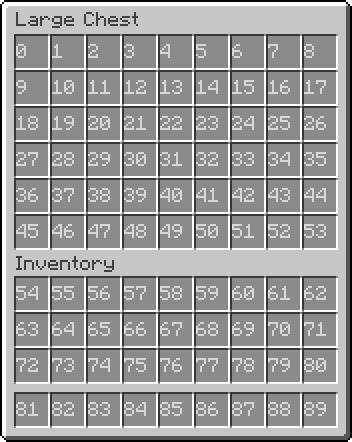 Large Chest
0 1 2 3 4 5 6 7 8
9 10 11 12 13 14 15 16 17
18 19 20 21 22 23 24 25 26
27 28 29 30 31 32 33 34 35
36 37 38 39 40 41 42 43 44
45 46 47 48 49 50 51 52 53
Inventory
54 55 56 57 58 59 60 61 62
63 64 65 66 67 68 69 70 71
72 73 74 75 76 77 78 79 80
81 82 83 84 85 86 87 88 89